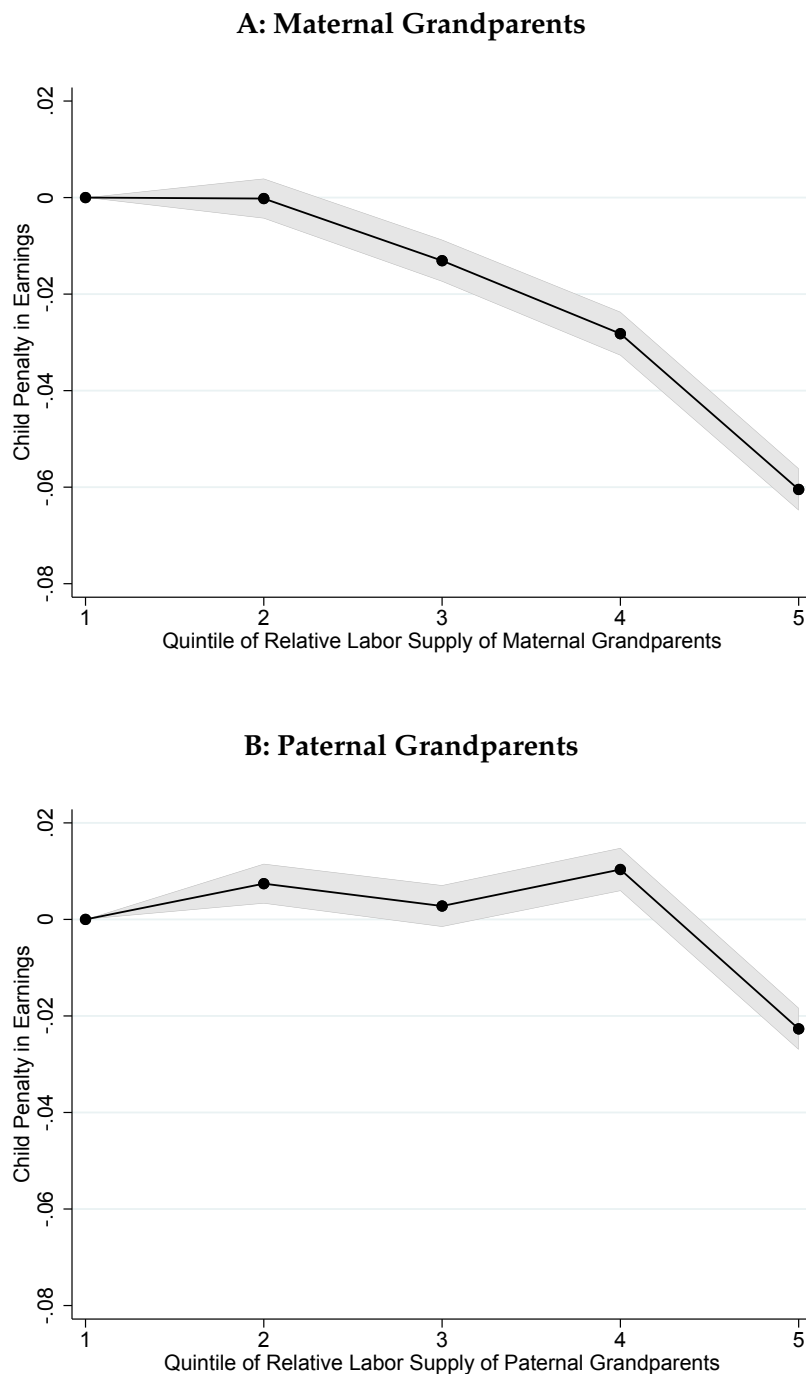 A: Maternal Grandparents
.02
0
-.02
-.04
-.06
-.08
Child Penalty in Earnings
1 2 3 4 5
Quintile of Relative Labor Supply of Maternal Grandparents
B: Paternal Grandparents
.02
0
-.02
-.04
-.06
-.08
Child Penalty in Earnings
1 2 3 4 5
Quintile of Relative Labor Supply of Paternal Grandparents